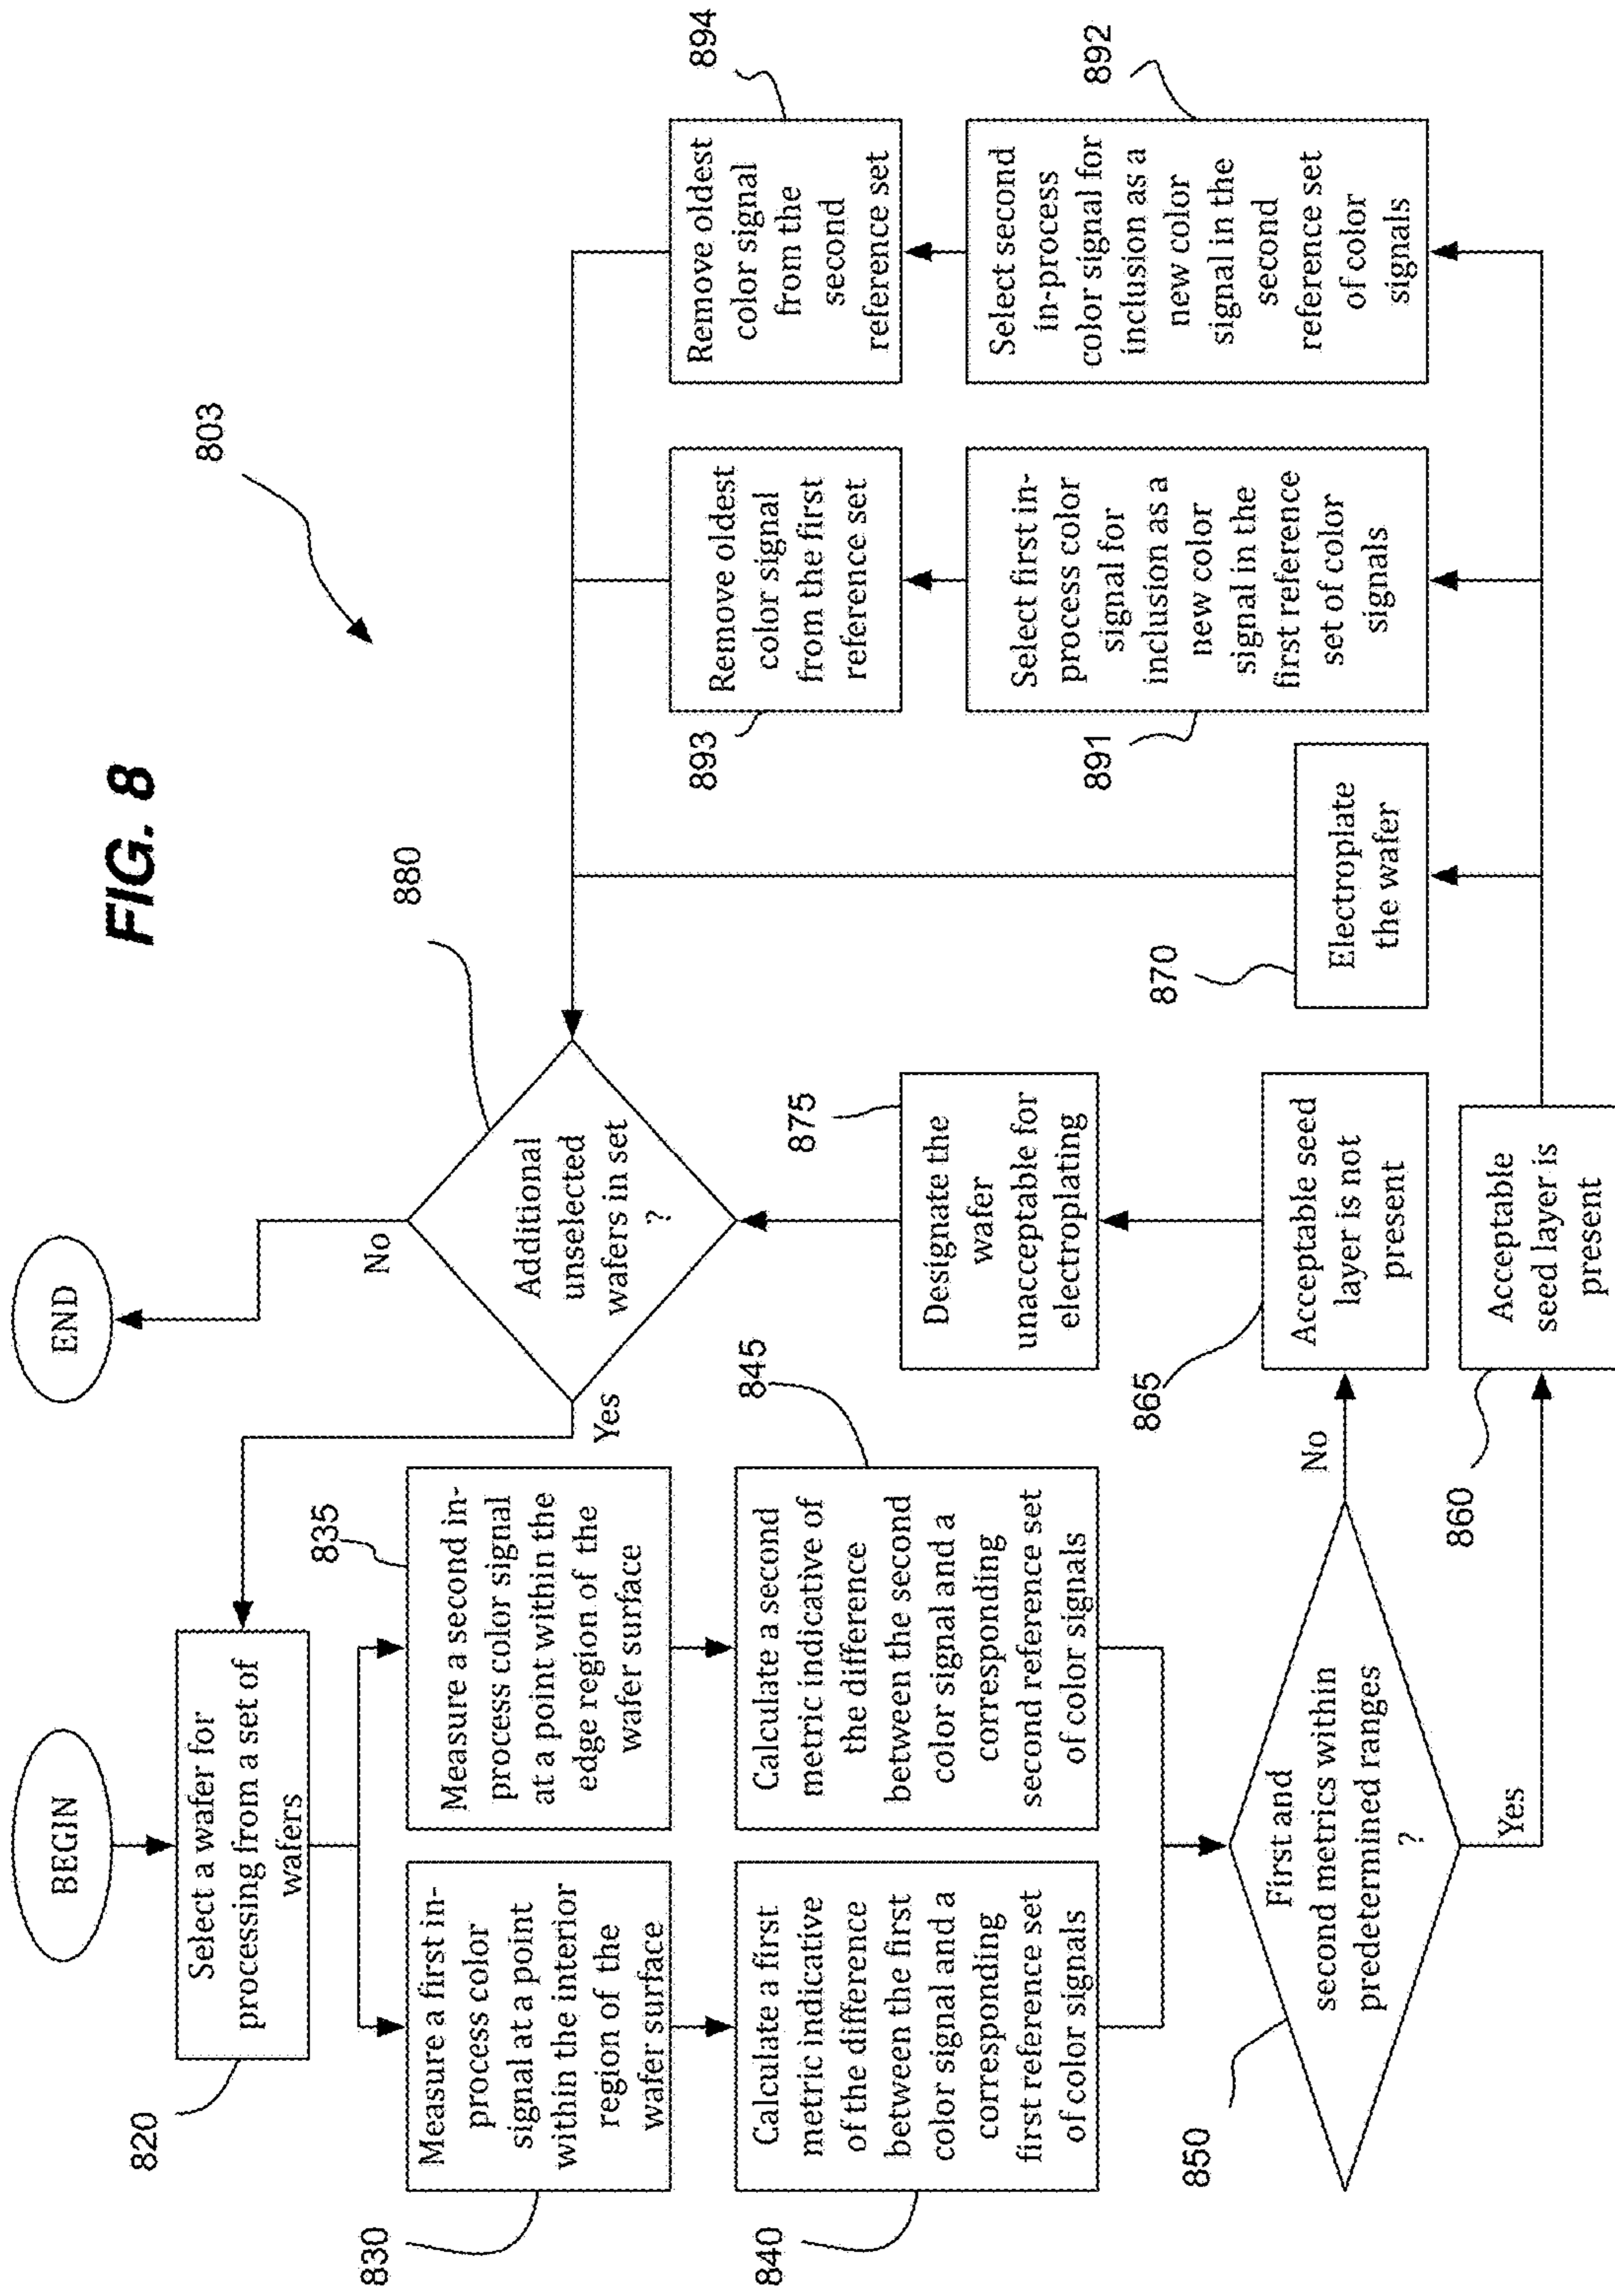 FIG. 8
803
BEGIN
820
Select a wafer for
processing from a set of
wafers
830
Measure a first in-
process color
signal at a point
within the interior
region of the
wafer surface
835
Measure a second in-
process color signal
at a point within the
edge region of the
wafer surface
840
Calculate a first
metric indicative
of the difference
between the first
color signal and a
corresponding
first reference set
of color signals
845
Calculate a second
metric indicative of
the difference
between the second
color signal and a
corresponding
second reference set
of color signals
850
First and
second metrics within
predetermined ranges
?
No
Yes
860
Acceptable
seed layer is
present
865
Acceptable seed
layer is not
present
875
Designate the
wafer
unacceptable for
electroplating
880
Additional
unselected
wafers in set
?
Yes
No
END
870
Electroplate
the wafer
891
Select first in-
process color
signal for
inclusion as a
new color
signal in the
first reference
set of color
signals
893
Remove oldest
color signal
from the first
reference set
892
Select second
in-process
color signal for
inclusion as a
new color
signal in the
second
reference set
of color
signals
894
Remove oldest
color signal
from the
second
reference set